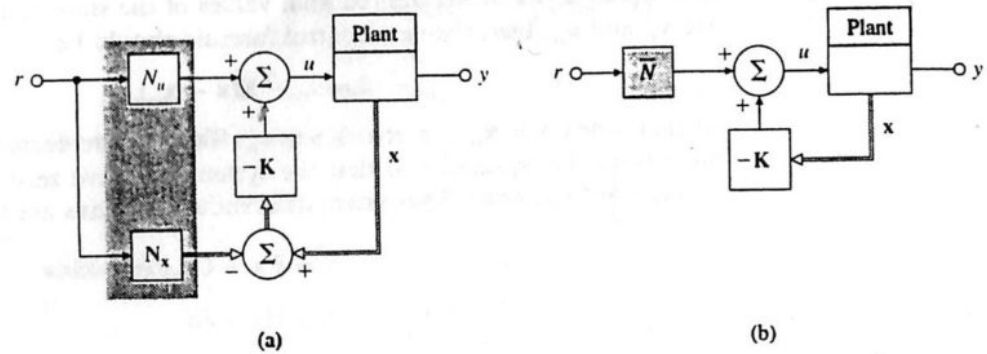 Plant
r
N_u
+
Σ
u
y
+
x
−K
N_x
−
Σ
+
(a)
Plant
r
N̄
+
Σ
u
y
+
x
−K
(b)